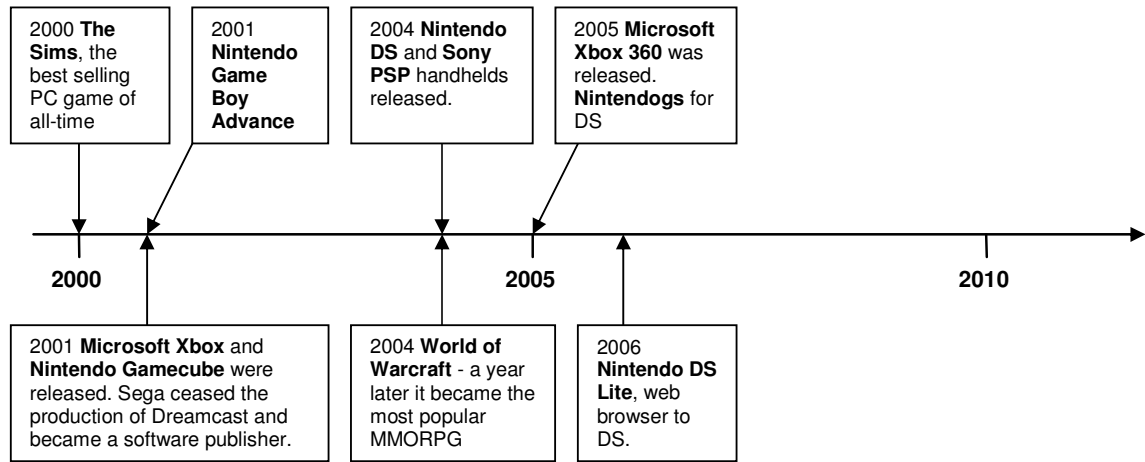 2000 The
Sims, the
best selling
PC game of
all-time
2001
Nintendo
Game
Boy
Advance
2004 Nintendo
DS and Sony
PSP handhelds
released.
2005 Microsoft
Xbox 360 was
released.
Nintendogs for
DS
2000
2005
2010
2001 Microsoft Xbox and
Nintendo Gamecube were
released. Sega ceased the
production of Dreamcast and
became a software publisher.
2004 World of
Warcraft - a year
later it became the
most popular
MMORPG
2006
Nintendo DS
Lite, web
browser to
DS.